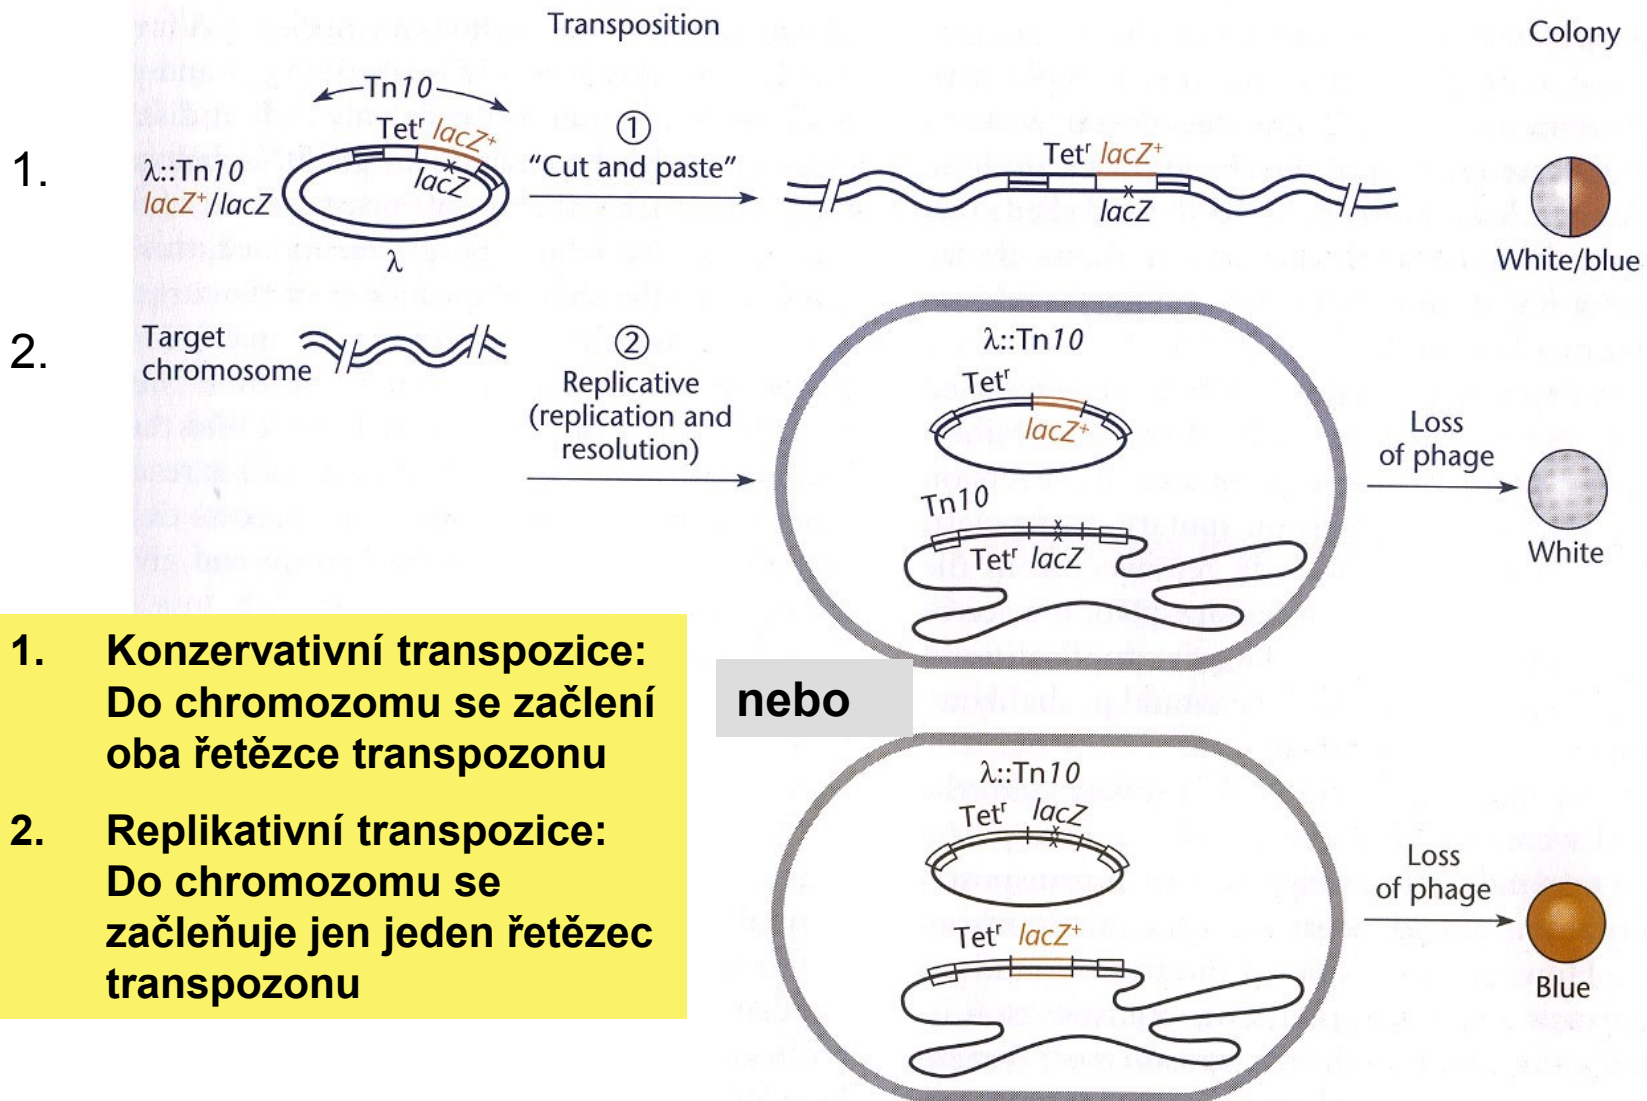 Transposition
Colony
1.
Tn10
Tetʳ lacZ⁺
lacZ
λ::Tn10
lacZ⁺/lacZ
λ
①
"Cut and paste"
Tetʳ lacZ⁺
lacZ
White/blue
2.
Target
chromosome
②
Replicative
(replication and
resolution)
λ::Tn10
Tetʳ
lacZ⁺
Tn10
Tetʳ lacZ
Loss
of phage
White
1. Konzervativní transpozice:
Do chromozomu se začlení
oba řetězce transpozonu
2. Replikativní transpozice:
Do chromozomu se
začleňuje jen jeden řetězec
transpozonu
nebo
λ::Tn10
Tetʳ lacZ
Tetʳ lacZ⁺
Loss
of phage
Blue